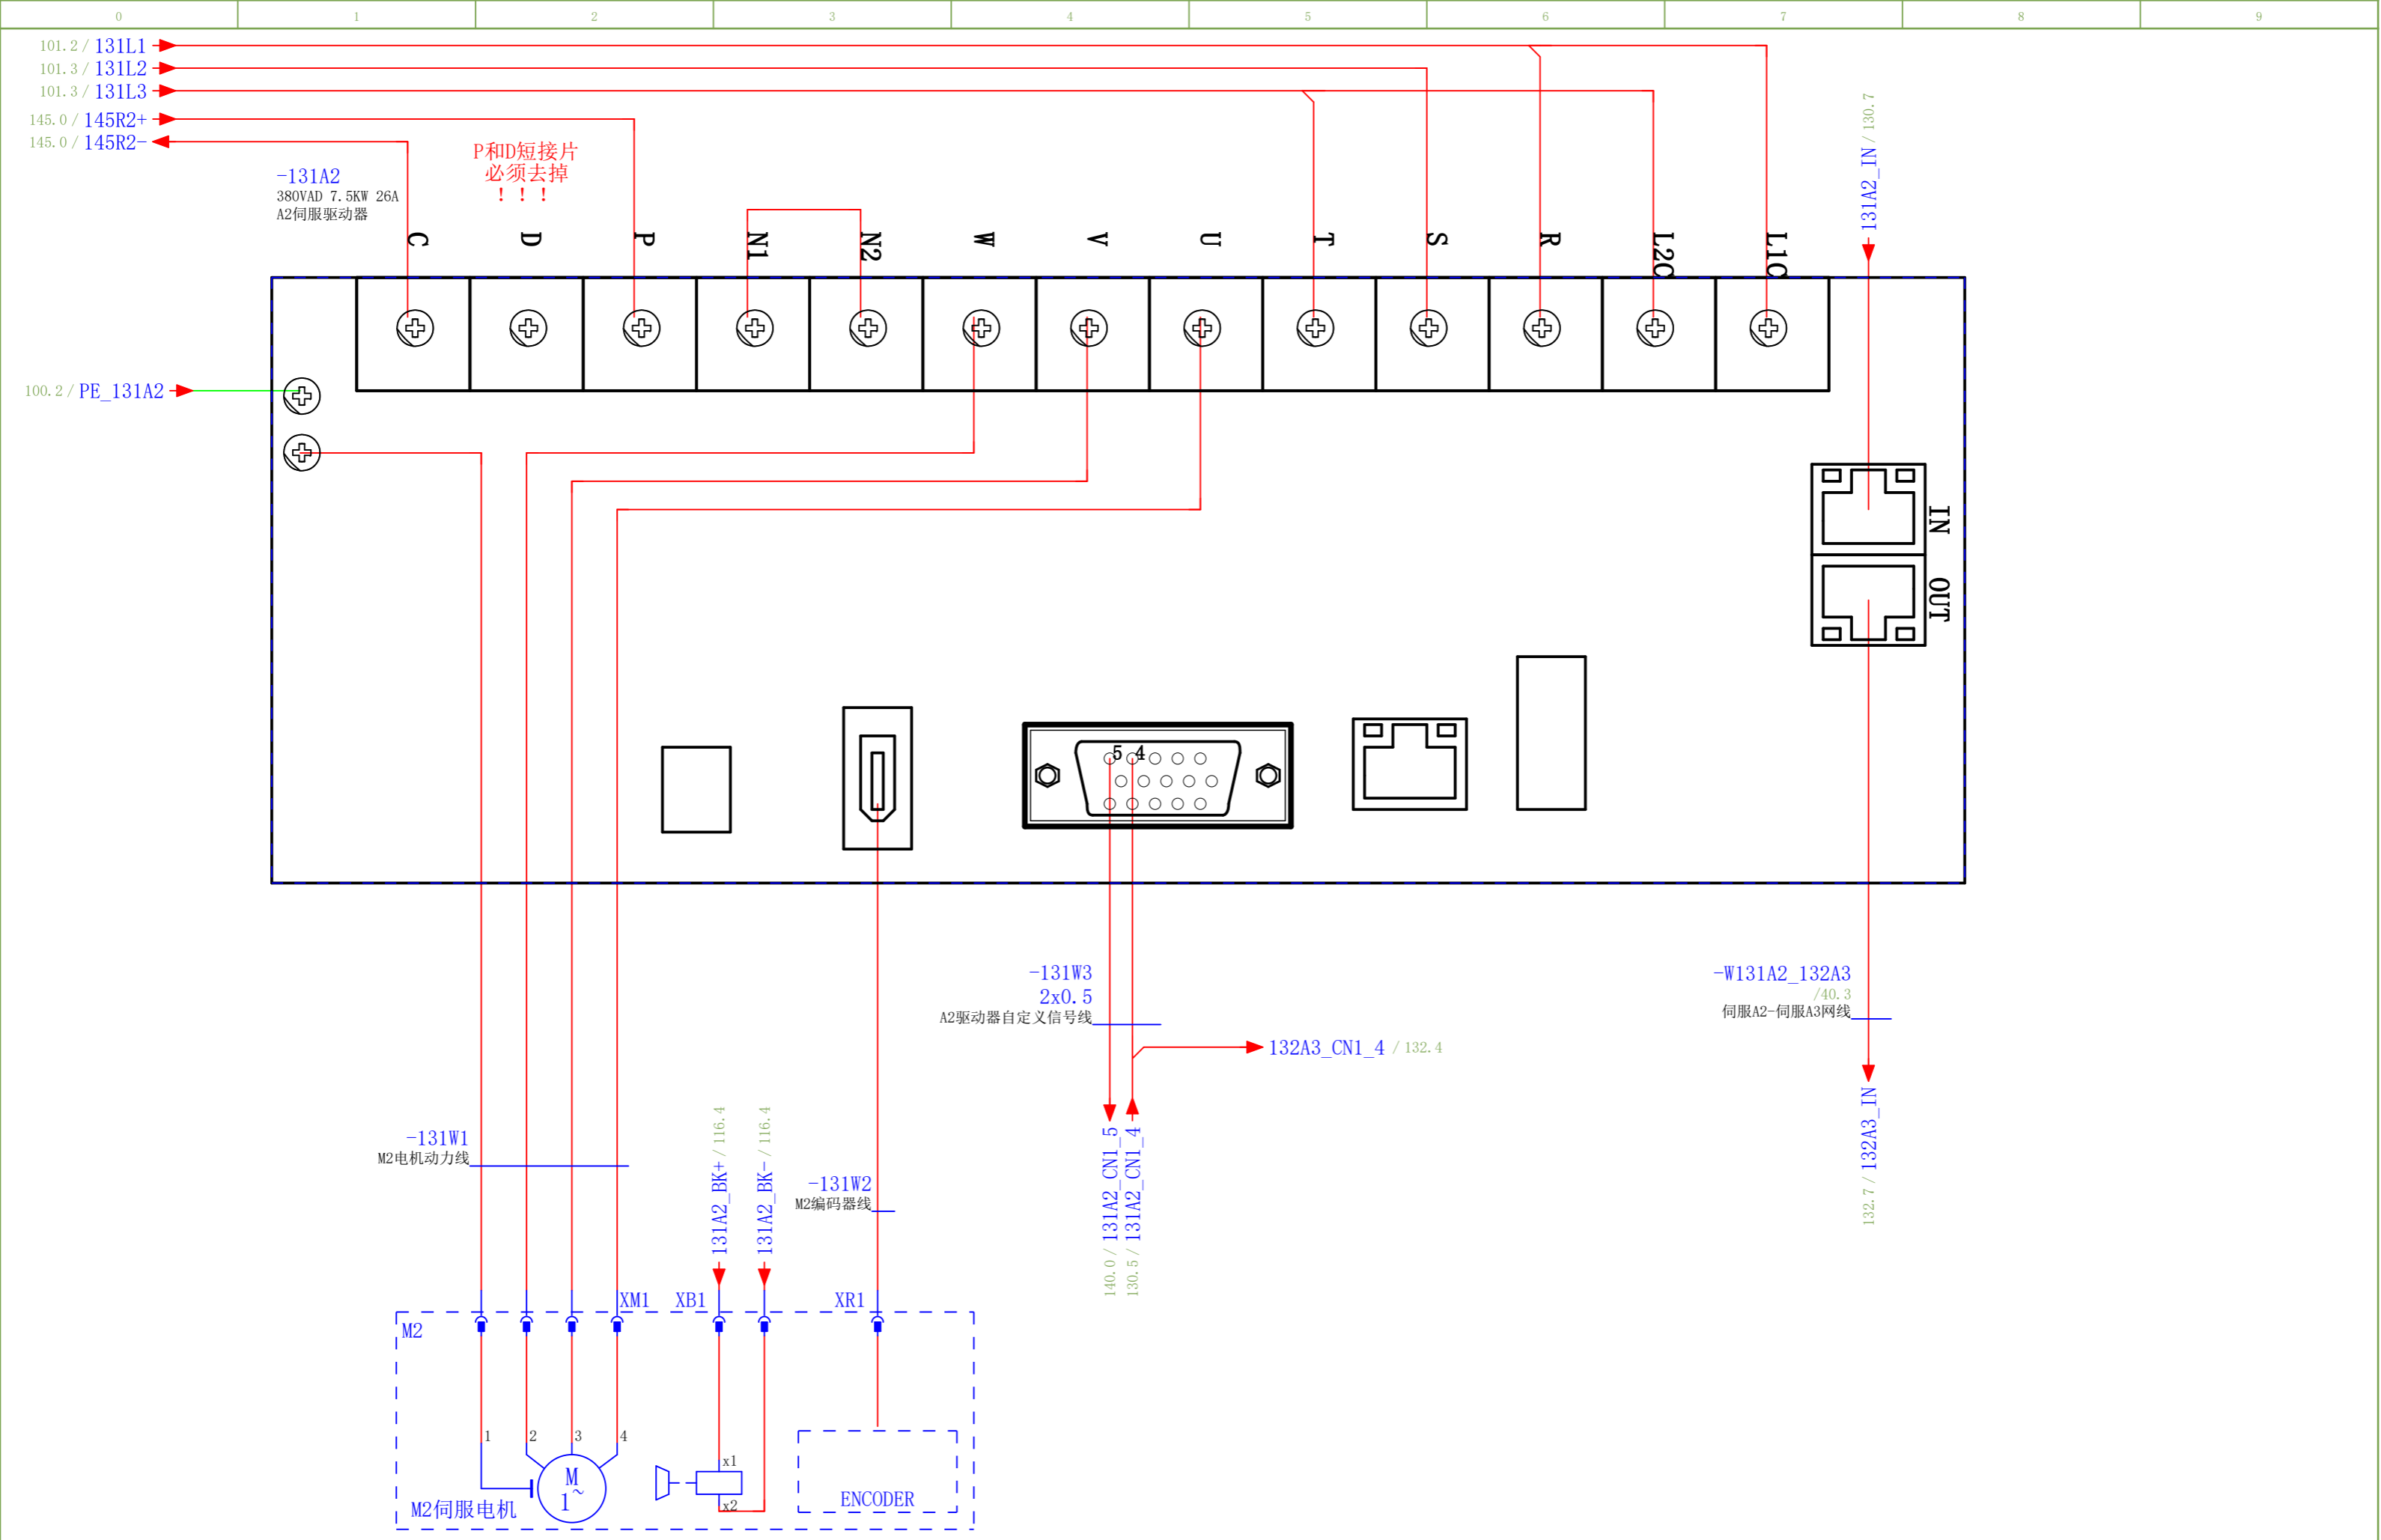 0 1 2 3 4 5 6 7 8 9
101.2 / 131L1
101.3 / 131L2
101.3 / 131L3
145.0 / 145R2+
145.0 / 145R2-
-131A2
380VAD 7.5KW 26A
A2伺服驱动器
P和D短接片
必须去掉
！！！
131A2_IN / 130.7
C D P N1 N2 W V U T S R L2C L1C
100.2 / PE_131A2
IN
OUT
5 4
-131W3
2x0.5
A2驱动器自定义信号线
-W131A2_132A3
/40.3
伺服A2-伺服A3网线
132A3_CN1_4 / 132.4
-131W1
M2电机动力线
131A2_BK+ / 116.4
131A2_BK- / 116.4
-131W2
M2编码器线
140.0 / 131A2_CN1_5
130.5 / 131A2_CN1_4
132.7 / 132A3_IN
XM1 XB1 XR1
M2
1 2 3 4
x1
x2
M
1~
M2伺服电机
ENCODER